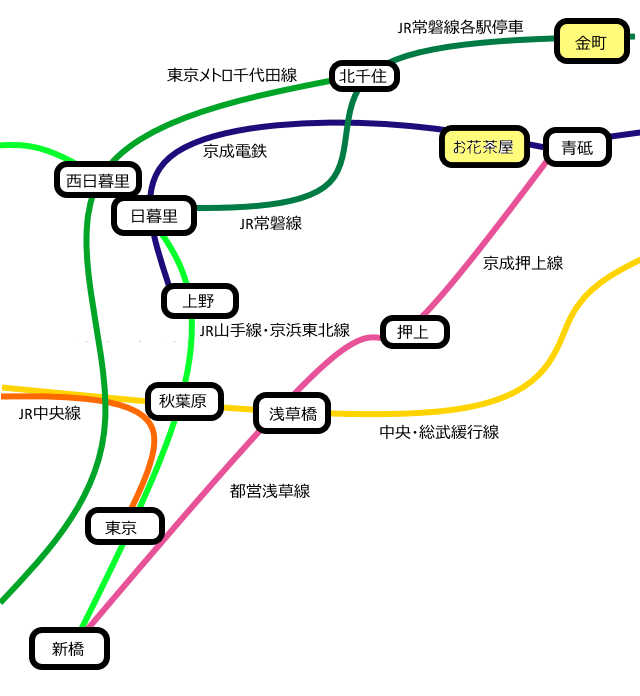 JR常磐線各駅停車
金町
東京メトロ千代田線
北千住
京成電鉄
お花茶屋
青砥
西日暮里
日暮里
JR常磐線
京成押上線
上野
JR山手線・京浜東北線
押上
秋葉原
浅草橋
JR中央線
中央・総武緩行線
都営浅草線
東京
新橋